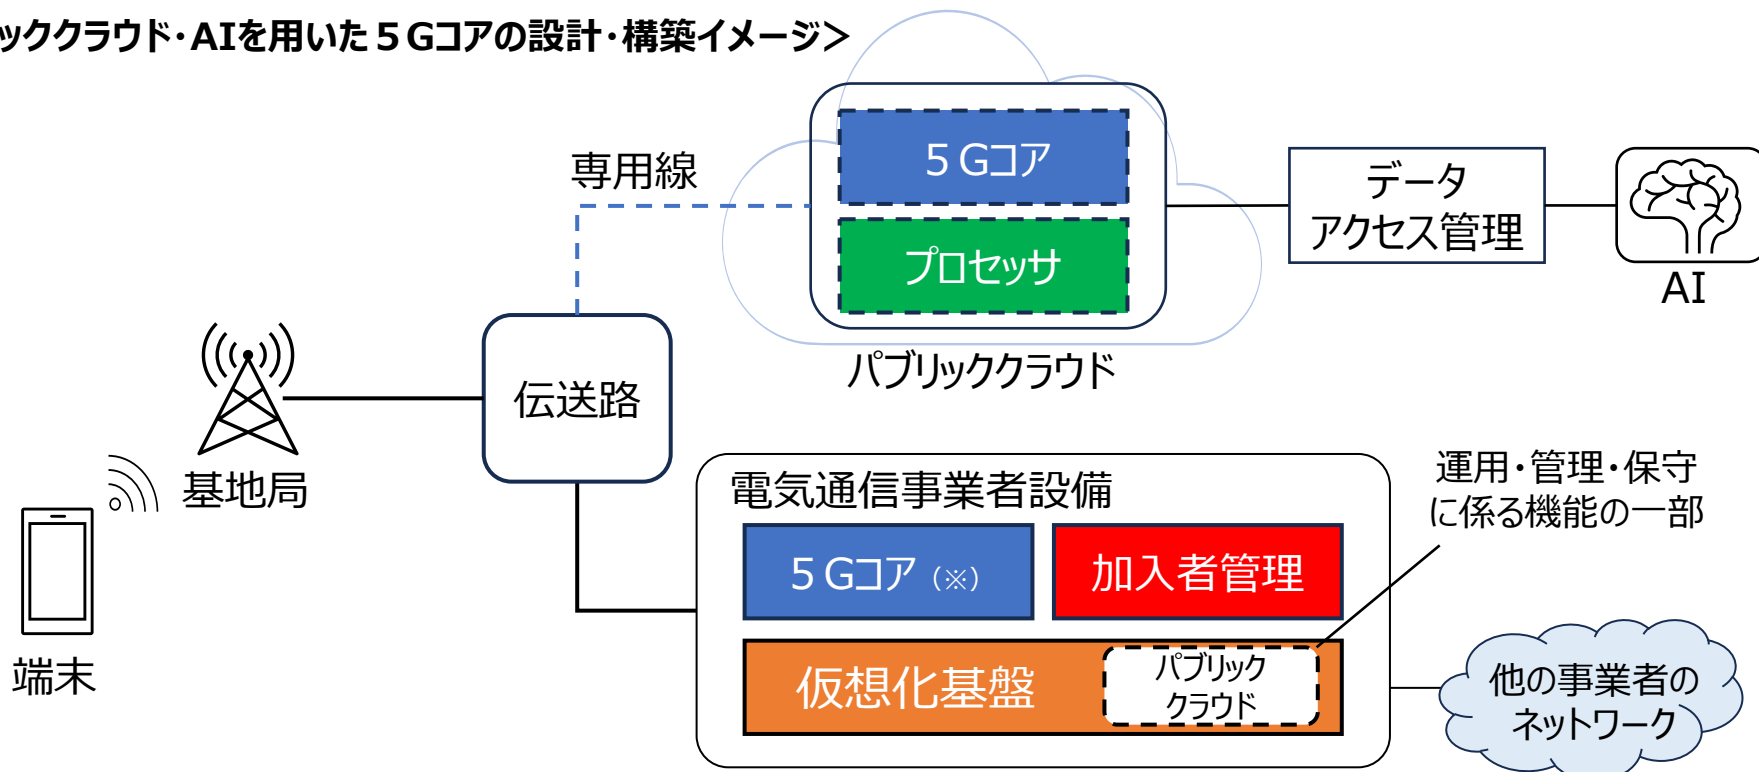 ッククラウド・AIを用いた５Gコアの設計・構築イメージ＞
専用線
５Gコア
プロセッサ
パブリッククラウド
データ
アクセス管理
AI
伝送路
基地局
端末
電気通信事業者設備
５Gコア（※）
加入者管理
仮想化基盤
パブリック
クラウド
運用・管理・保守
に係る機能の一部
他の事業者の
ネットワーク